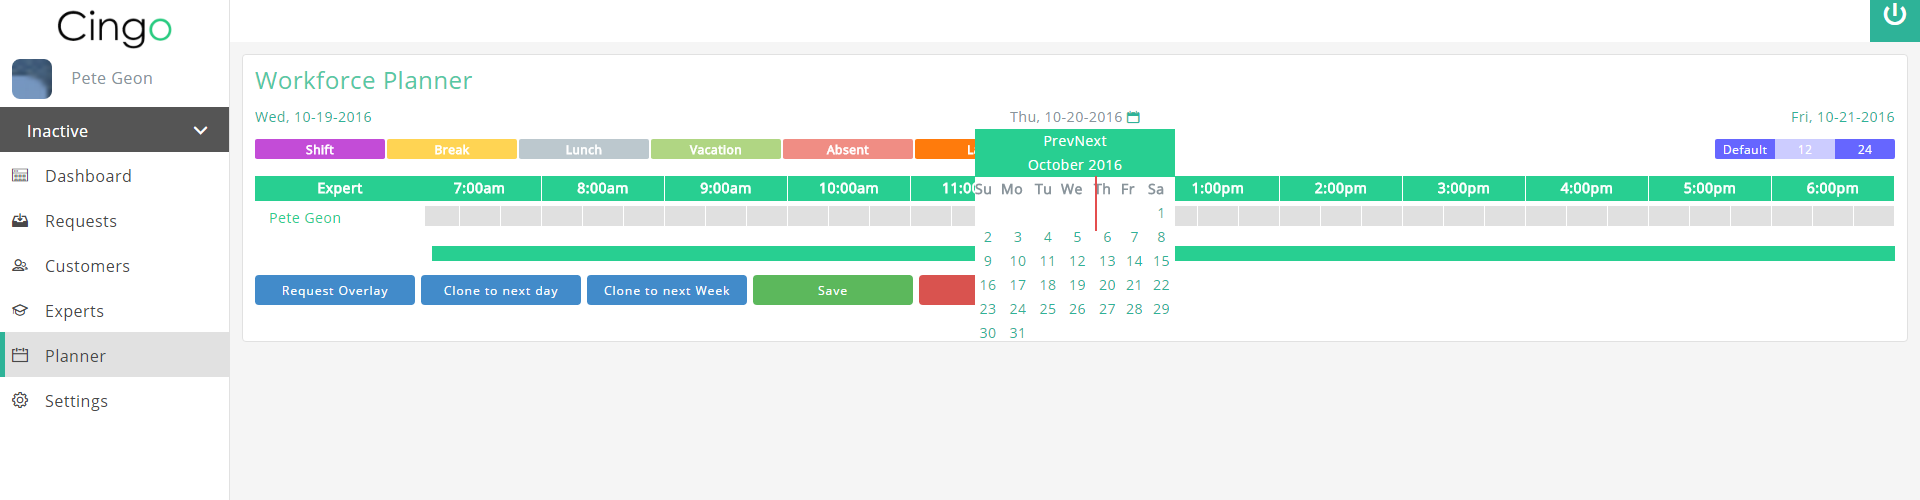 Cingo
Pete Geon
Inactive
Dashboard
Requests
Customers
Experts
Planner
Settings
Workforce Planner
Wed, 10-19-2016 Thu, 10-20-2016 Fri, 10-21-2016
Shift Break Lunch Vacation Absent Default 12 24
PrevNext
October 2016
Expert 7:00am 8:00am 9:00am 10:00am 1:00pm 2:00pm 3:00pm 4:00pm 5:00pm 6:00pm
Su Mo Tu We Th Fr Sa
Pete Geon
1
2 3 4 5 6 7 8
9 10 11 12 13 14 15
16 17 18 19 20 21 22
23 24 25 26 27 28 29
30 31
Request Overlay Clone to next day Clone to next Week Save